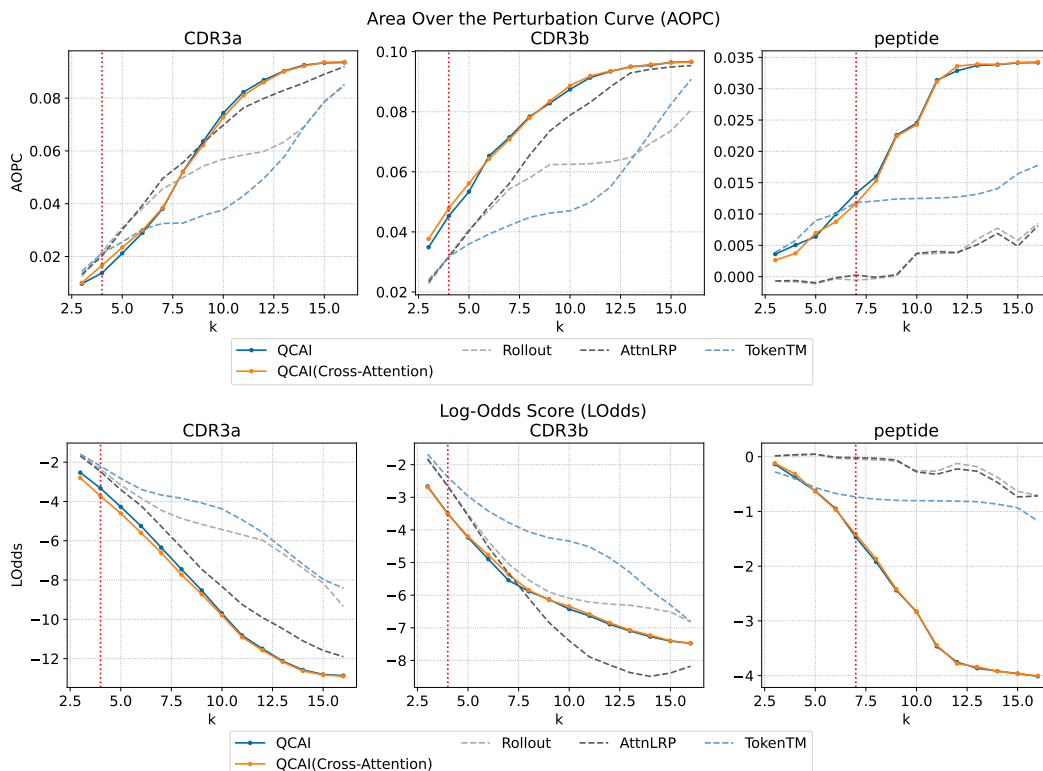 Area Over the Perturbation Curve (AOPC)
CDR3a
CDR3b
peptide
AOPC
0.08
0.06
0.04
0.02
2.5 5.0 7.5 10.0 12.5 15.0
k
0.10
0.08
0.06
0.04
0.02
2.5 5.0 7.5 10.0 12.5 15.0
k
0.035
0.030
0.025
0.020
0.015
0.010
0.005
0.000
2.5 5.0 7.5 10.0 12.5 15.0
k
QCAI
QCAI(Cross-Attention)
Rollout
AttnLRP
TokenTM
Log-Odds Score (LOdds)
CDR3a
CDR3b
peptide
LOdds
−2
−4
−6
−8
−10
−12
2.5 5.0 7.5 10.0 12.5 15.0
k
−2
−3
−4
−5
−6
−7
−8
2.5 5.0 7.5 10.0 12.5 15.0
k
0
−1
−2
−3
−4
2.5 5.0 7.5 10.0 12.5 15.0
k
QCAI
QCAI(Cross-Attention)
Rollout
AttnLRP
TokenTM